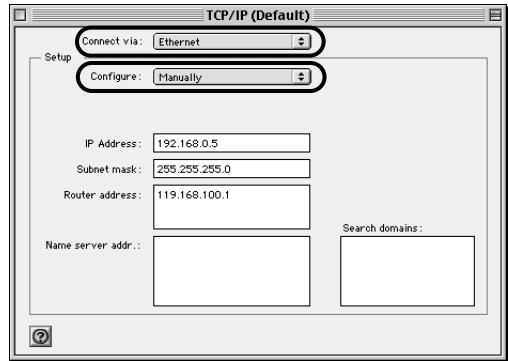 TCP/IP (Default)
Connect via: Ethernet
Setup
Configure: Manually
IP Address: 192.168.0.5
Subnet mask: 255.255.255.0
Router address: 119.168.100.1
Search domains:
Name server addr.:
?